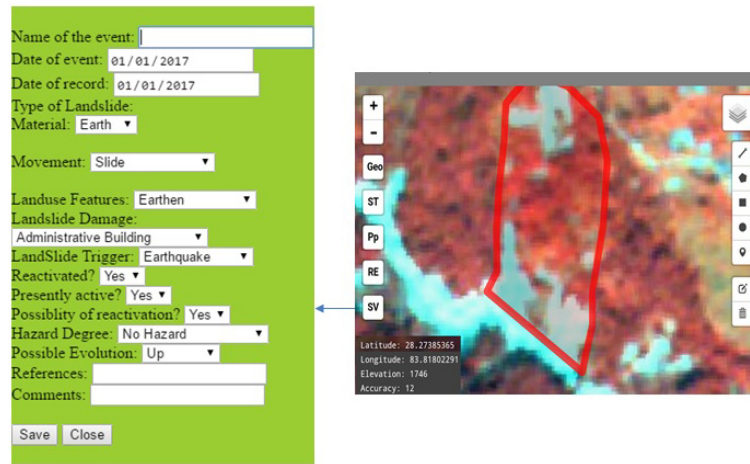 Name of the event:
Date of event: 01/01/2017
Date of record: 01/01/2017
Type of Landslide:
Material: Earth
Movement: Slide
Landuse Features: Earthen
Landslide Damage:
Administrative Building
LandSlide Trigger: Earthquake
Reactivated? Yes
Presently active? Yes
Possiblity of reactivation? Yes
Hazard Degree: No Hazard
Possible Evolution: Up
References:
Comments:
Save Close
+
-
Geo
ST
Pp
RE
SV
Latitude: 28.27385365
Longitude: 83.81802291
Elevation: 1746
Accuracy: 12